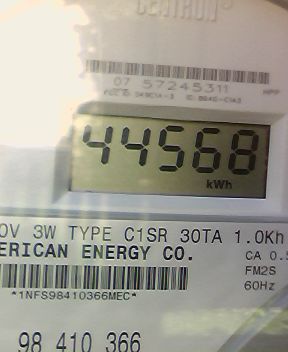 CENTRON®
07 57245311
44568
kWh
0V 3W TYPE C1SR 30TA 1.0Kh
ERICAN ENERGY CO.
CA 0.5
FM2S
*1NFS98410366MEC*
60Hz
98 410 366